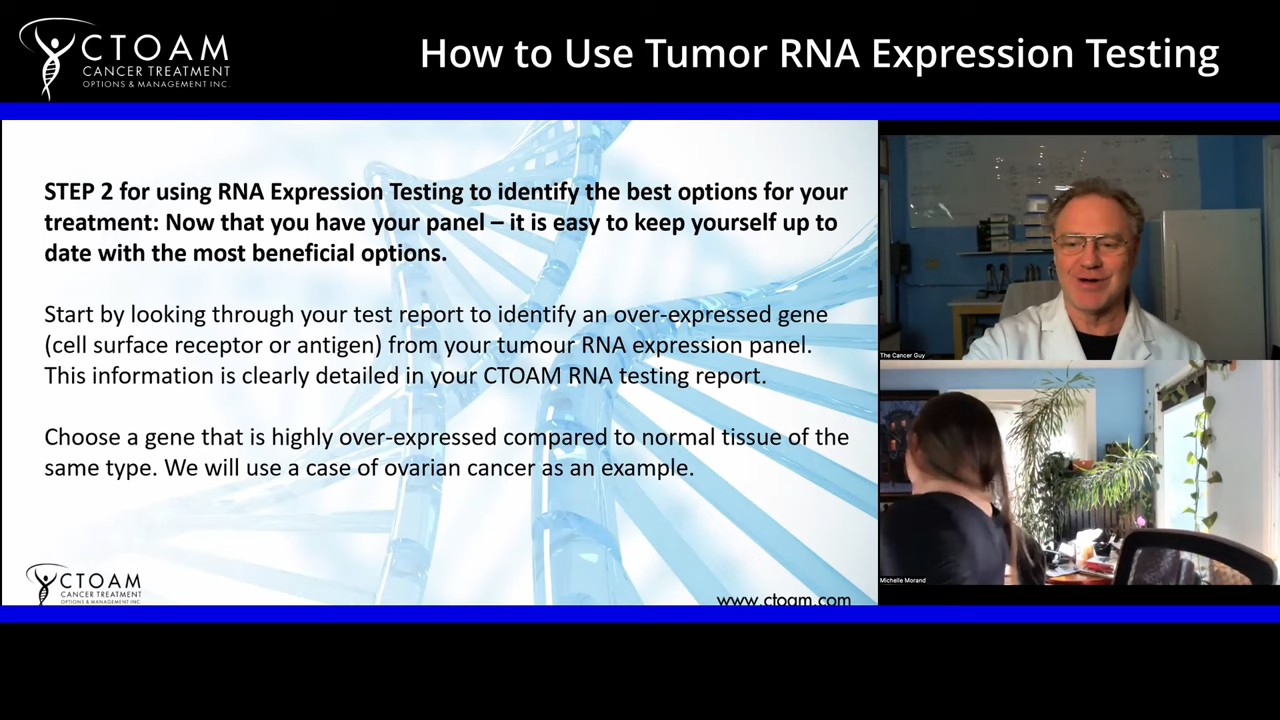 CTOAM
CANCER TREATMENT
OPTIONS & MANAGEMENT INC.
How to Use Tumor RNA Expression Testing
STEP 2 for using RNA Expression Testing to identify the best options for your
treatment: Now that you have your panel – it is easy to keep yourself up to
date with the most beneficial options.
Start by looking through your test report to identify an over-expressed gene
(cell surface receptor or antigen) from your tumour RNA expression panel.
This information is clearly detailed in your CTOAM RNA testing report.
Choose a gene that is highly over-expressed compared to normal tissue of the
same type. We will use a case of ovarian cancer as an example.
CTOAM
CANCER TREATMENT
OPTIONS & MANAGEMENT INC.
www.ctoam.com
The Cancer Guy
Michelle Morand